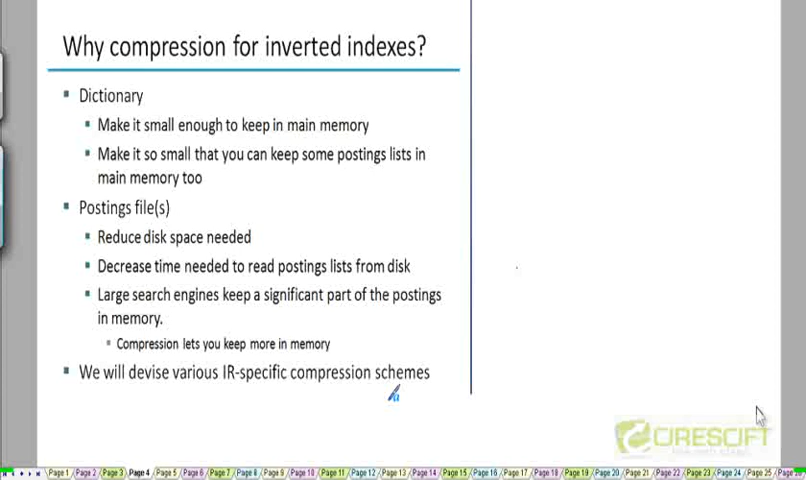 Why compression for inverted indexes?
Dictionary
Make it small enough to keep in main memory
Make it so small that you can keep some postings lists in
main memory too
Postings file(s)
Reduce disk space needed
Decrease time needed to read postings lists from disk
Large search engines keep a significant part of the postings
in memory.
Compression lets you keep more in memory
We will devise various IR-specific compression schemes
Page 1 Page 2 Page 3 Page 4 Page 5 Page 6 Page 7 Page 8 Page 9 Page 10 Page 11 Page 12 Page 13 Page 14 Page 15 Page 16 Page 17 Page 18 Page 19 Page 20 Page 21 Page 22 Page 23 Page 24 Page 25